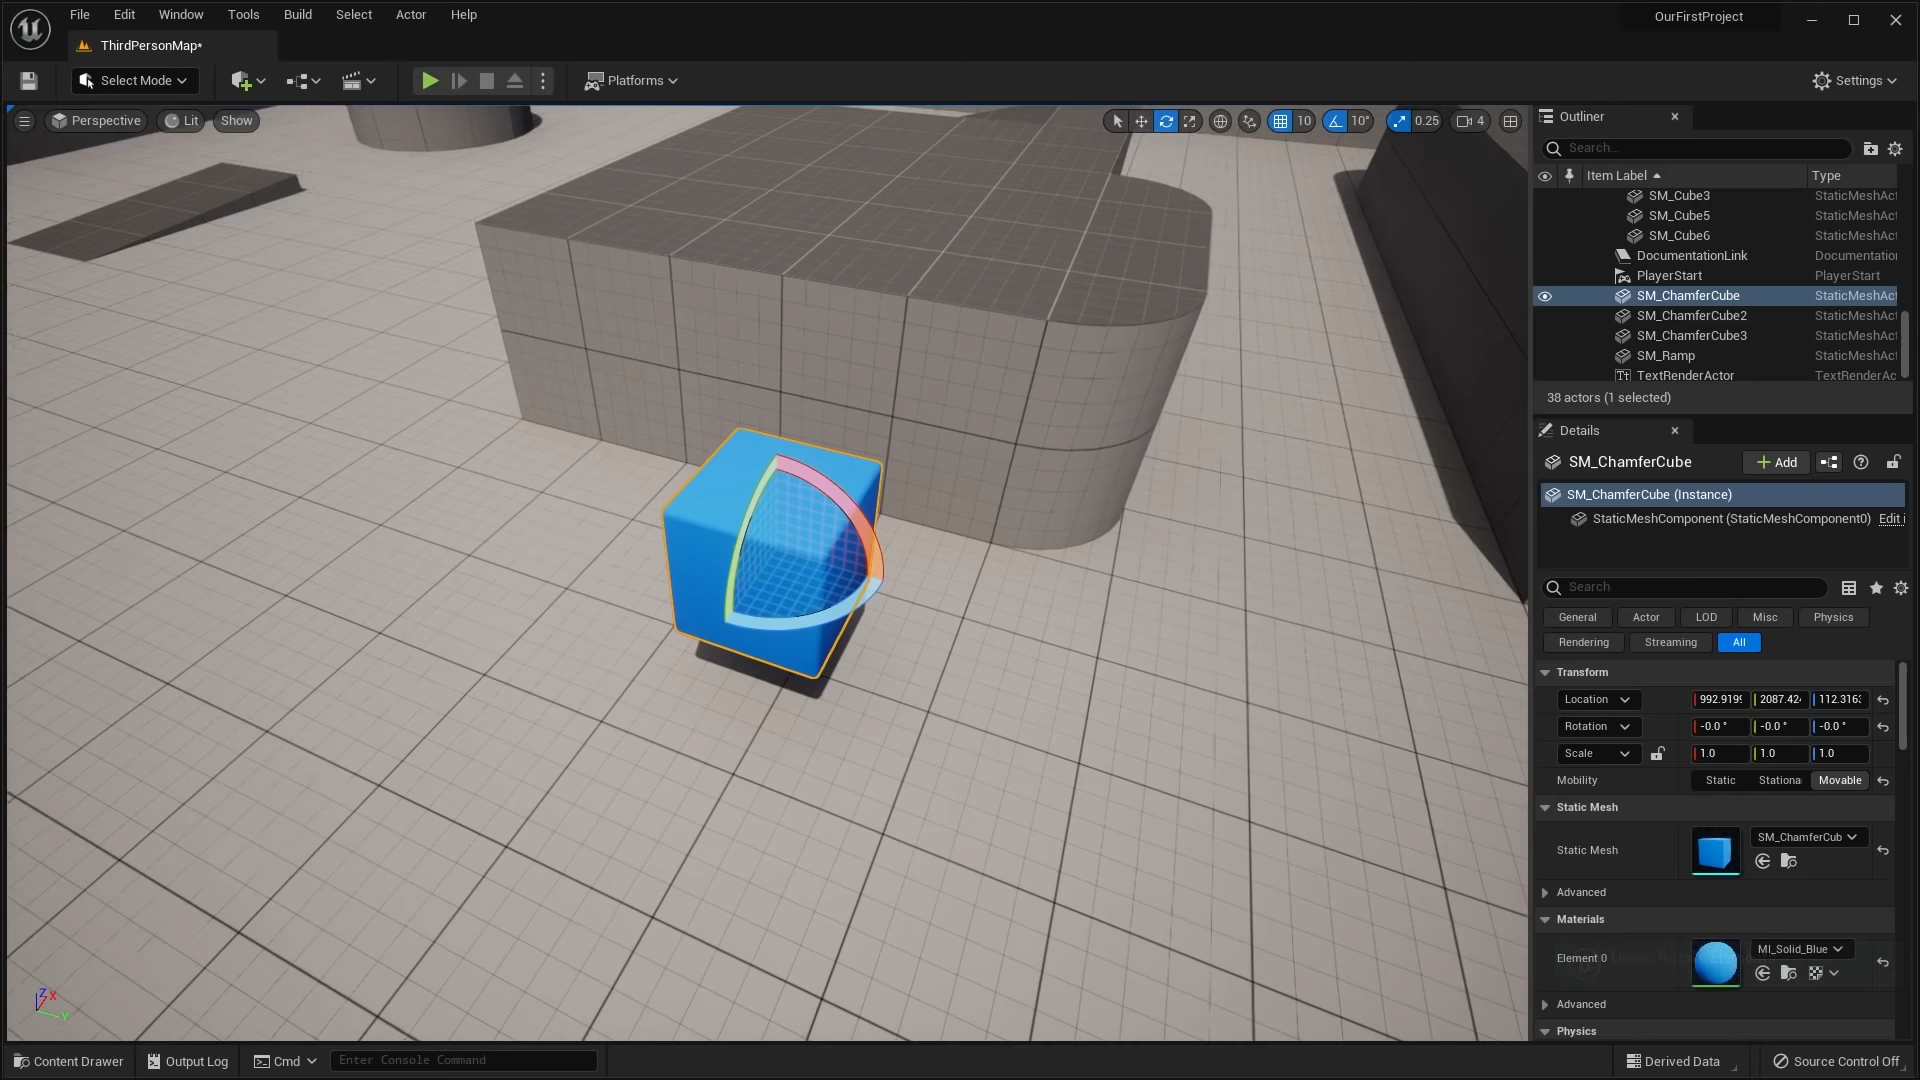 File Edit Window Tools Build Select Actor Help
OurFirstProject
ThirdPersonMap*
Select Mode
Platforms
Settings
Perspective Lit Show
10 10° 0.25 4
Outliner
Search...
Item Label Type
SM_Cube3 StaticMeshAct
SM_Cube5 StaticMeshAct
SM_Cube6 StaticMeshAct
DocumentationLink Documentation
PlayerStart PlayerStart
SM_ChamferCube StaticMeshAct
SM_ChamferCube2 StaticMeshAct
SM_ChamferCube3 StaticMeshAct
SM_Ramp StaticMeshAct
TextRenderActor TextRenderAc
38 actors (1 selected)
Details
SM_ChamferCube
+ Add
SM_ChamferCube (Instance)
StaticMeshComponent (StaticMeshComponent0) Edit i
Search
General Actor LOD Misc Physics
Rendering Streaming All
Transform
Location 992.919 2087.42 112.316
Rotation -0.0 ° -0.0 ° -0.0 °
Scale 1.0 1.0 1.0
Mobility Static Stationa Movable
Static Mesh
Static Mesh SM_ChamferCub
Advanced
Materials
Element 0 MI_Solid_Blue
Advanced
Physics
Z X
Y
Content Drawer Output Log Cmd Enter Console Command
Derived Data Source Control Off